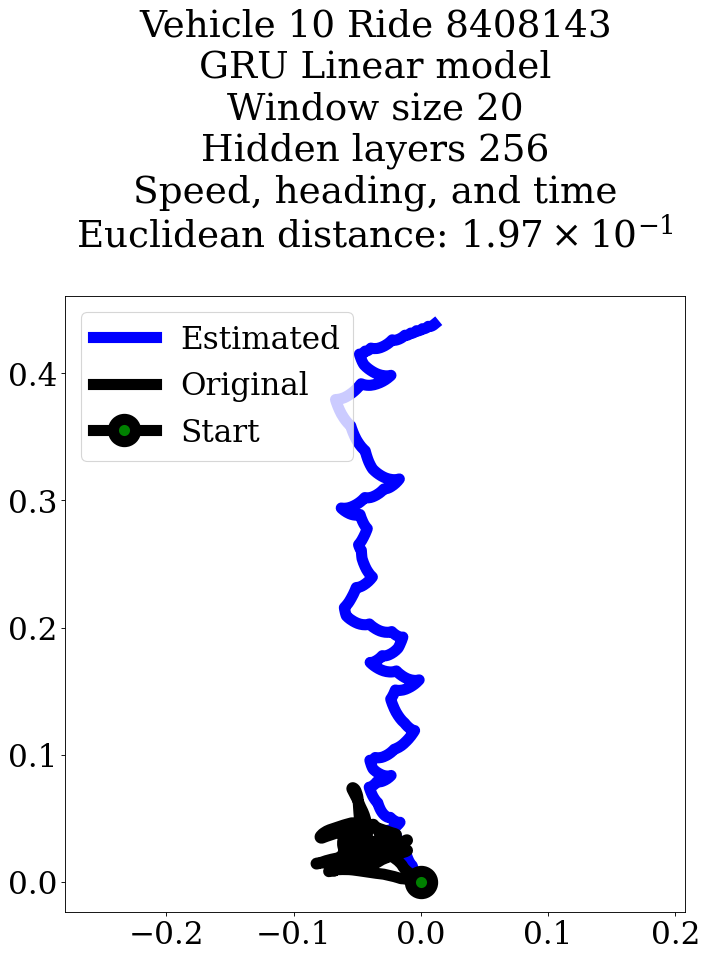 Vehicle 10 Ride 8408143
GRU Linear model
Window size 20
Hidden layers 256
Speed, heading, and time
Euclidean distance: 1.97 × 10⁻¹
Estimated
Original
Start
0.4
0.3
0.2
0.1
0.0
−0.2
−0.1
0.0
0.1
0.2